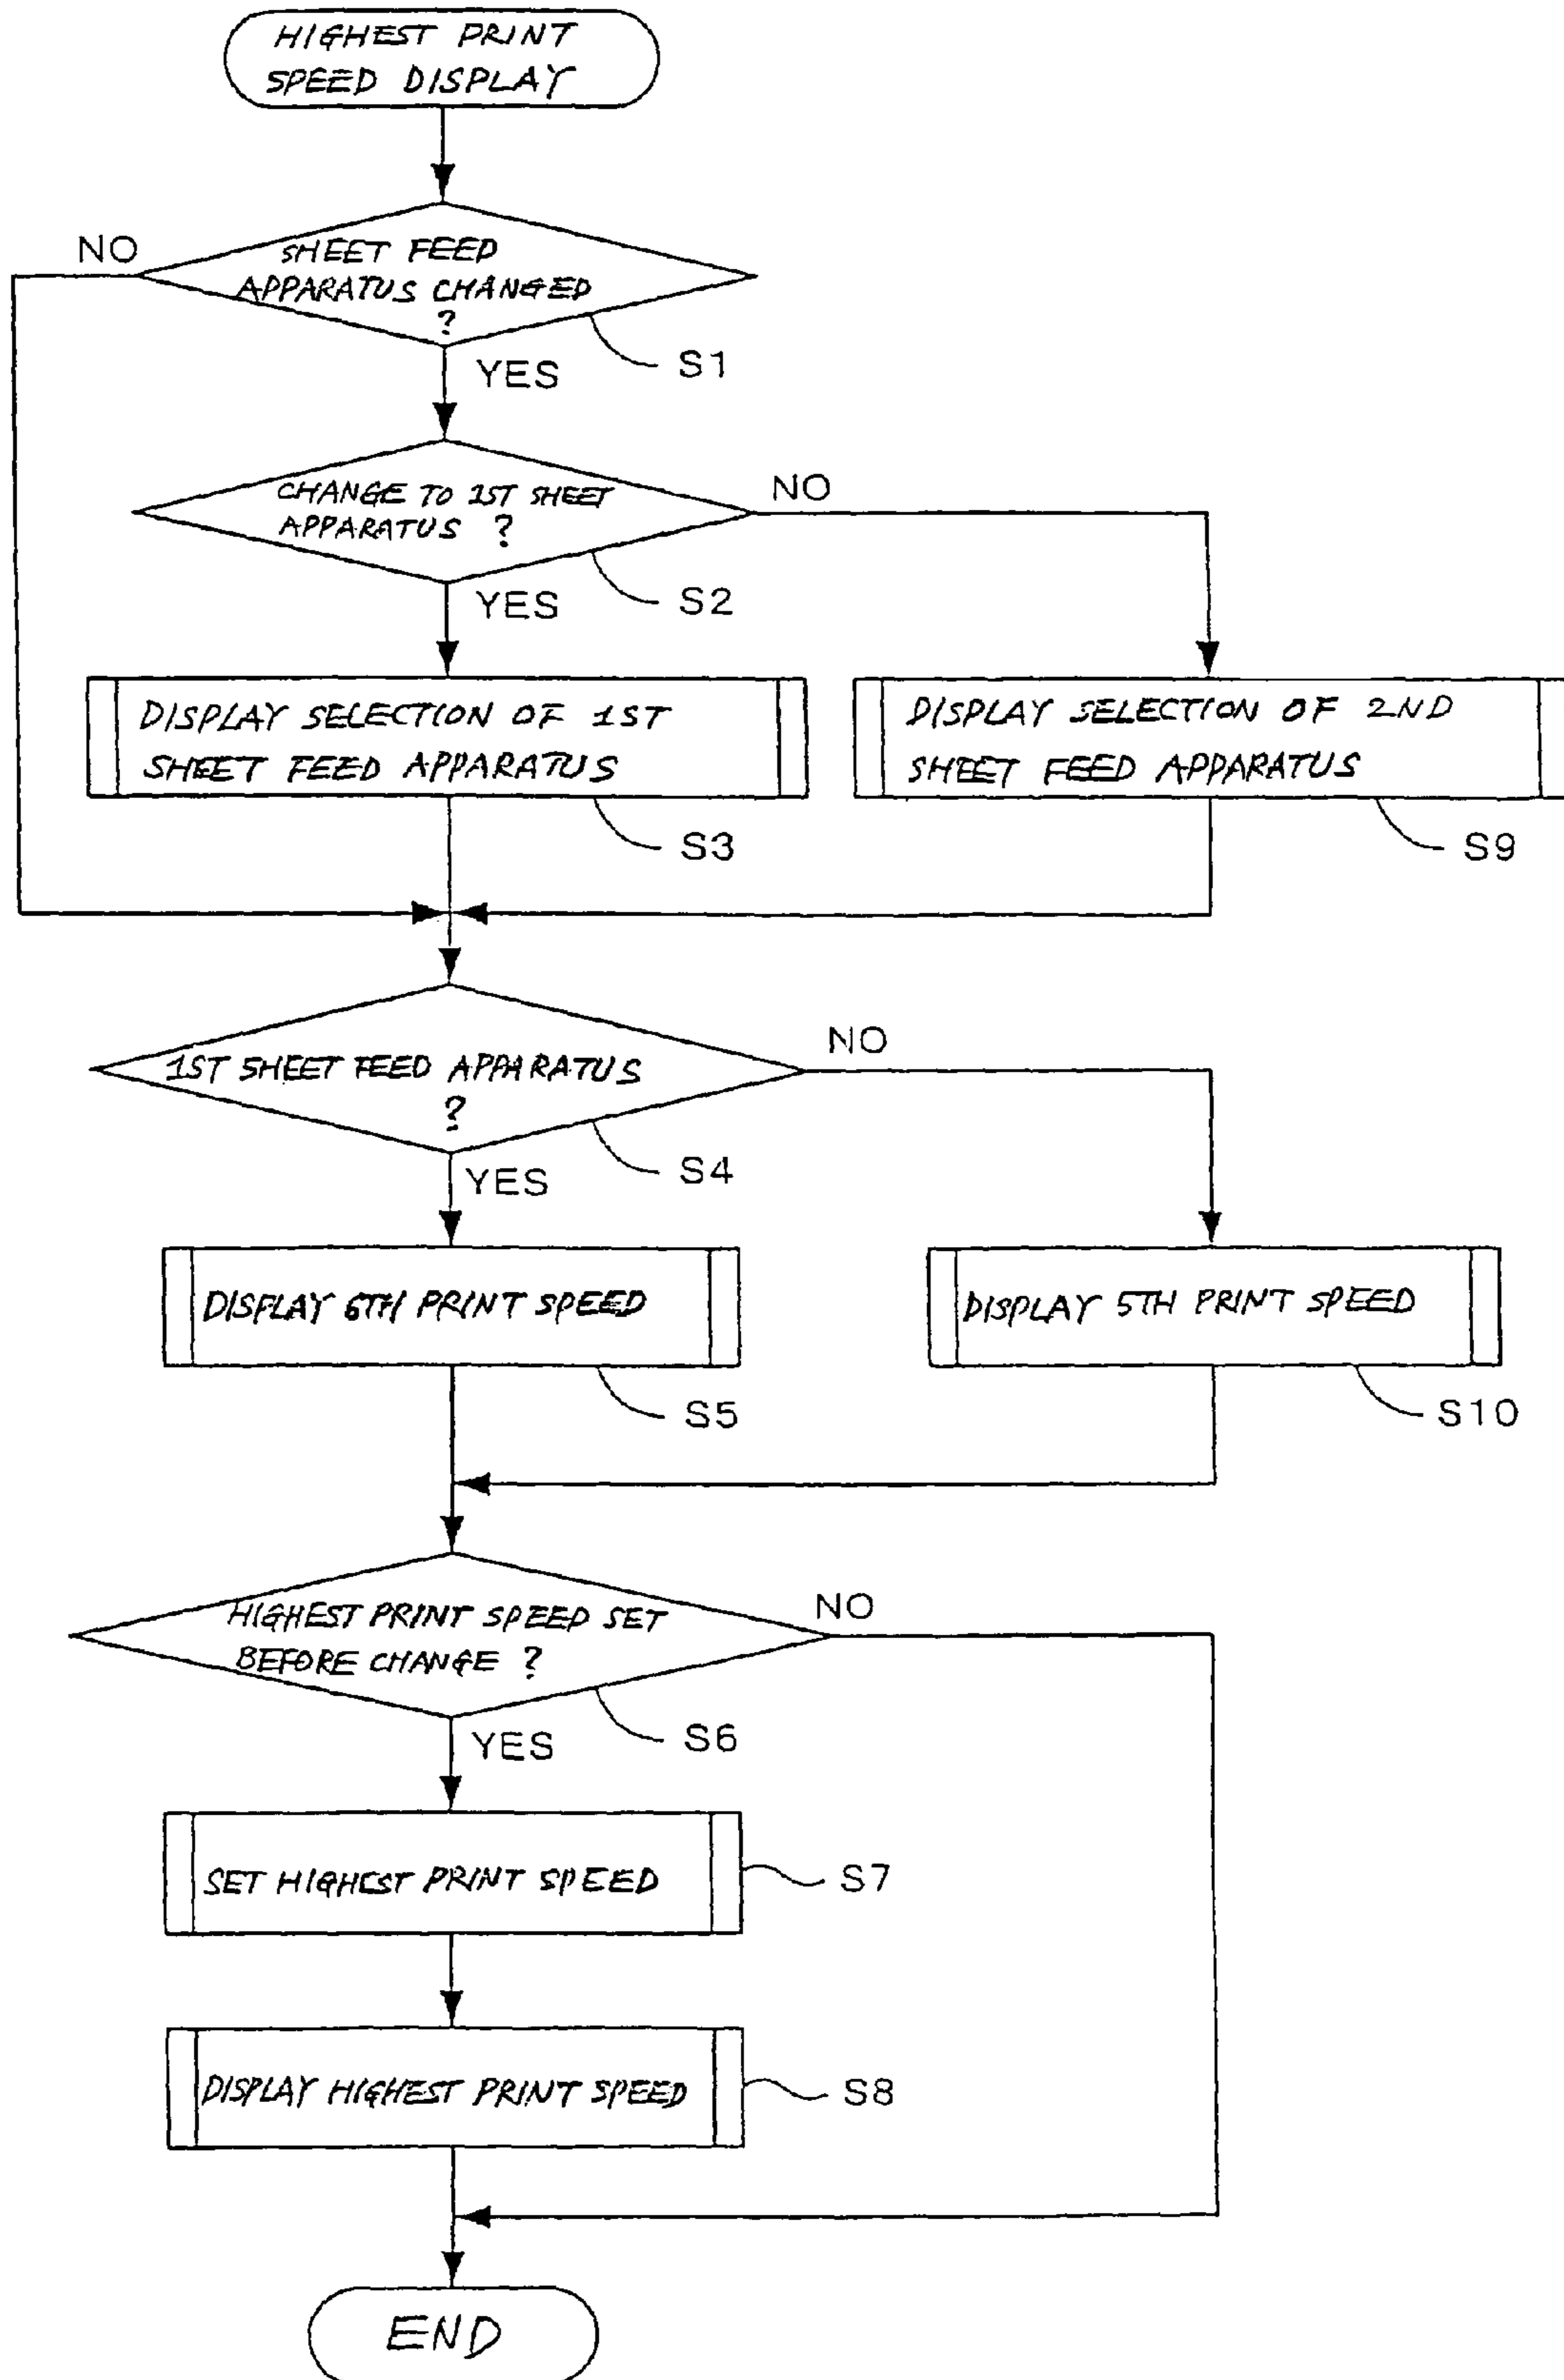 HIGHEST PRINT
SPEED DISPLAY
NO
SHEET FEED
APPARATUS CHANGED
?
S1
YES
CHANGE TO 1ST SHEET
APPARATUS ?
NO
S2
YES
DISPLAY SELECTION OF 1ST
SHEET FEED APPARATUS
S3
DISPLAY SELECTION OF 2ND
SHEET FEED APPARATUS
S9
1ST SHEET FEED APPARATUS
?
NO
S4
YES
DISPLAY 6TH PRINT SPEED
S5
DISPLAY 5TH PRINT SPEED
S10
HIGHEST PRINT SPEED SET
BEFORE CHANGE ?
NO
S6
YES
SET HIGHEST PRINT SPEED
S7
DISPLAY HIGHEST PRINT SPEED
S8
END